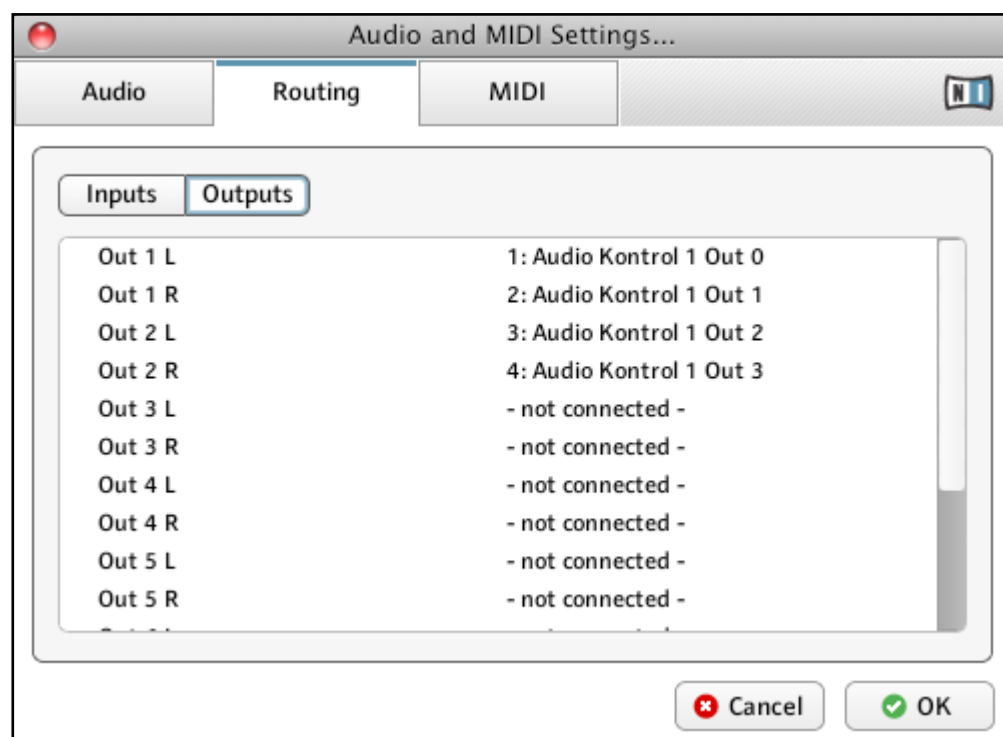 Audio and MIDI Settings...
Audio Routing MIDI NI
Inputs Outputs
Out 1 L 1: Audio Kontrol 1 Out 0
Out 1 R 2: Audio Kontrol 1 Out 1
Out 2 L 3: Audio Kontrol 1 Out 2
Out 2 R 4: Audio Kontrol 1 Out 3
Out 3 L - not connected -
Out 3 R - not connected -
Out 4 L - not connected -
Out 4 R - not connected -
Out 5 L - not connected -
Out 5 R - not connected -
Cancel OK